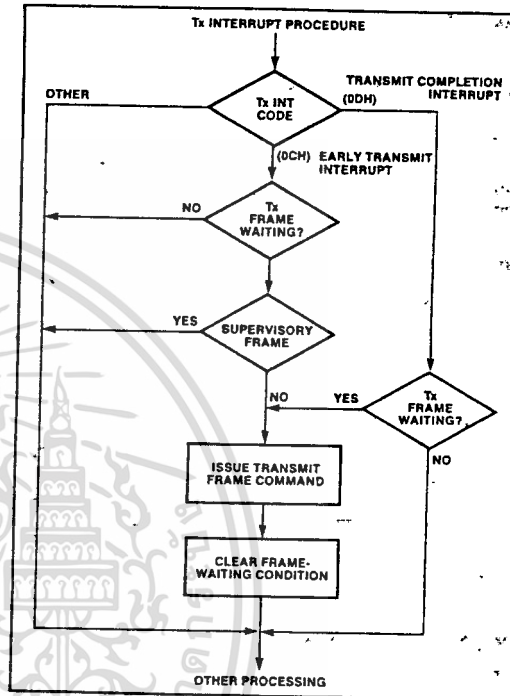 Tx INTERRUPT PROCEDURE
OTHER
Tx INT
CODE
(0DH)
TRANSMIT COMPLETION
INTERRUPT
(0CH)
EARLY TRANSMIT
INTERRUPT
NO
Tx
FRAME
WAITING?
YES
SUPERVISORY
FRAME
NO
YES
Tx
FRAME
WAITING?
NO
ISSUE TRANSMIT
FRAME COMMAND
CLEAR FRAME-
WAITING CONDITION
OTHER PROCESSING